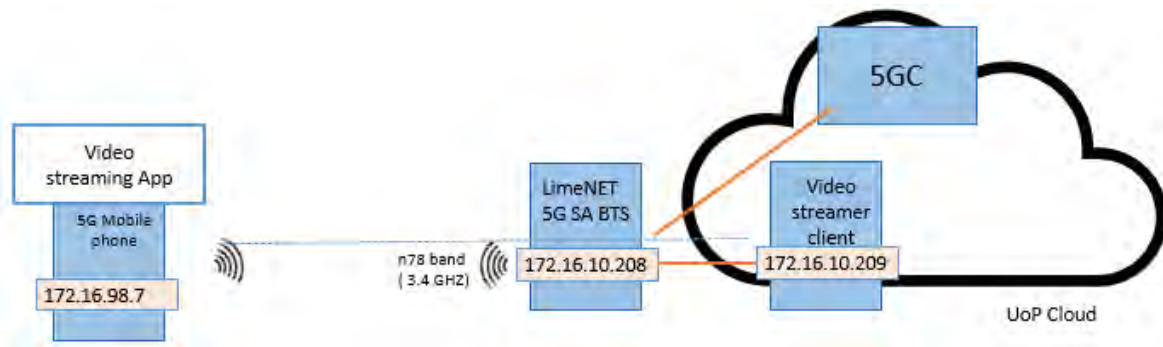 5GC
Video
streaming App
5G Mobile
phone
172.16.98.7
n78 band
( 3.4 GHZ)
LimeNET
5G SA BTS
172.16.10.208
Video
streamer
client
172.16.10.209
UoP Cloud